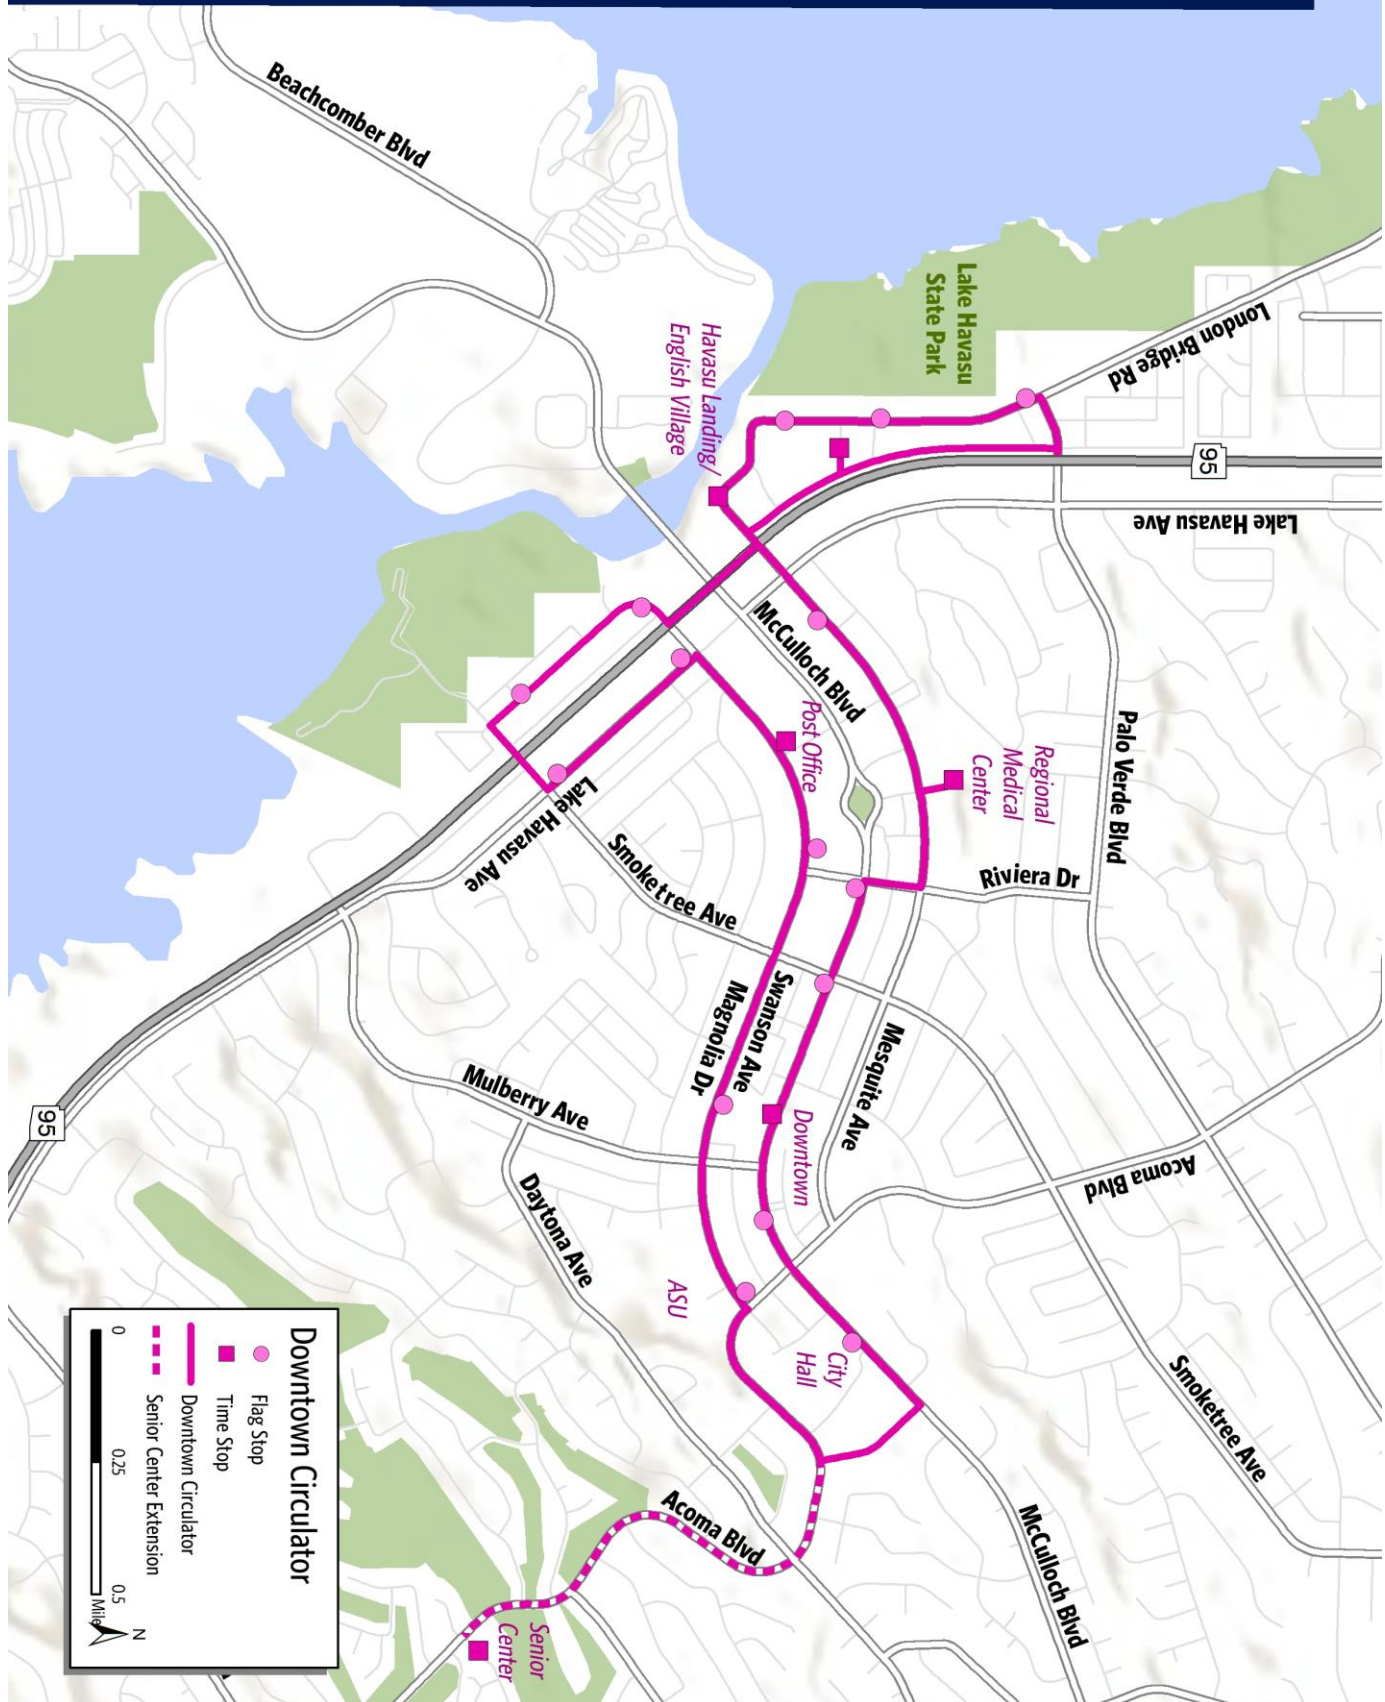 Beachcomber Blvd
Lake Havasu
State Park
London Bridge Rd
Havasu Landing/
English Village
95
Lake Havasu Ave
McCulloch Blvd
Post Office
Regional
Medical
Center
Palo Verde Blvd
Riviera Dr
Lake Havasu Ave
Smoketree Ave
Swanson Ave
Magnolia Dr
Mesquite Ave
Mulberry Ave
Downtown
95
Daytona Ave
Acoma Blvd
ASU
City
Hall
Smoketree Ave
McCulloch Blvd
Acoma Blvd
Senior
Center
Downtown Circulator
Flag Stop
Time Stop
Downtown Circulator
Senior Center Extension
0 0.25 0.5
Mile
N